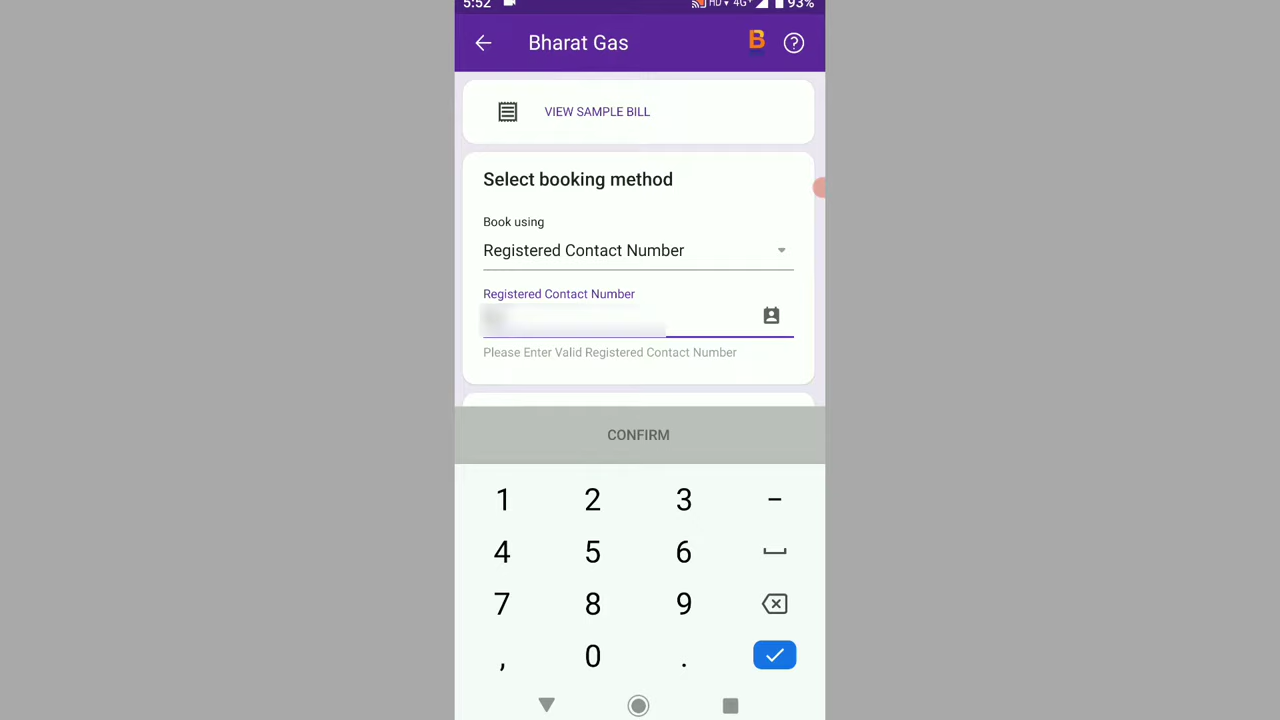 5:52 HD 4G+ 93%
Bharat Gas B ?
VIEW SAMPLE BILL
Select booking method
Book using
Registered Contact Number
Registered Contact Number
Please Enter Valid Registered Contact Number
CONFIRM
1 2 3 -
4 5 6
7 8 9
, 0 .